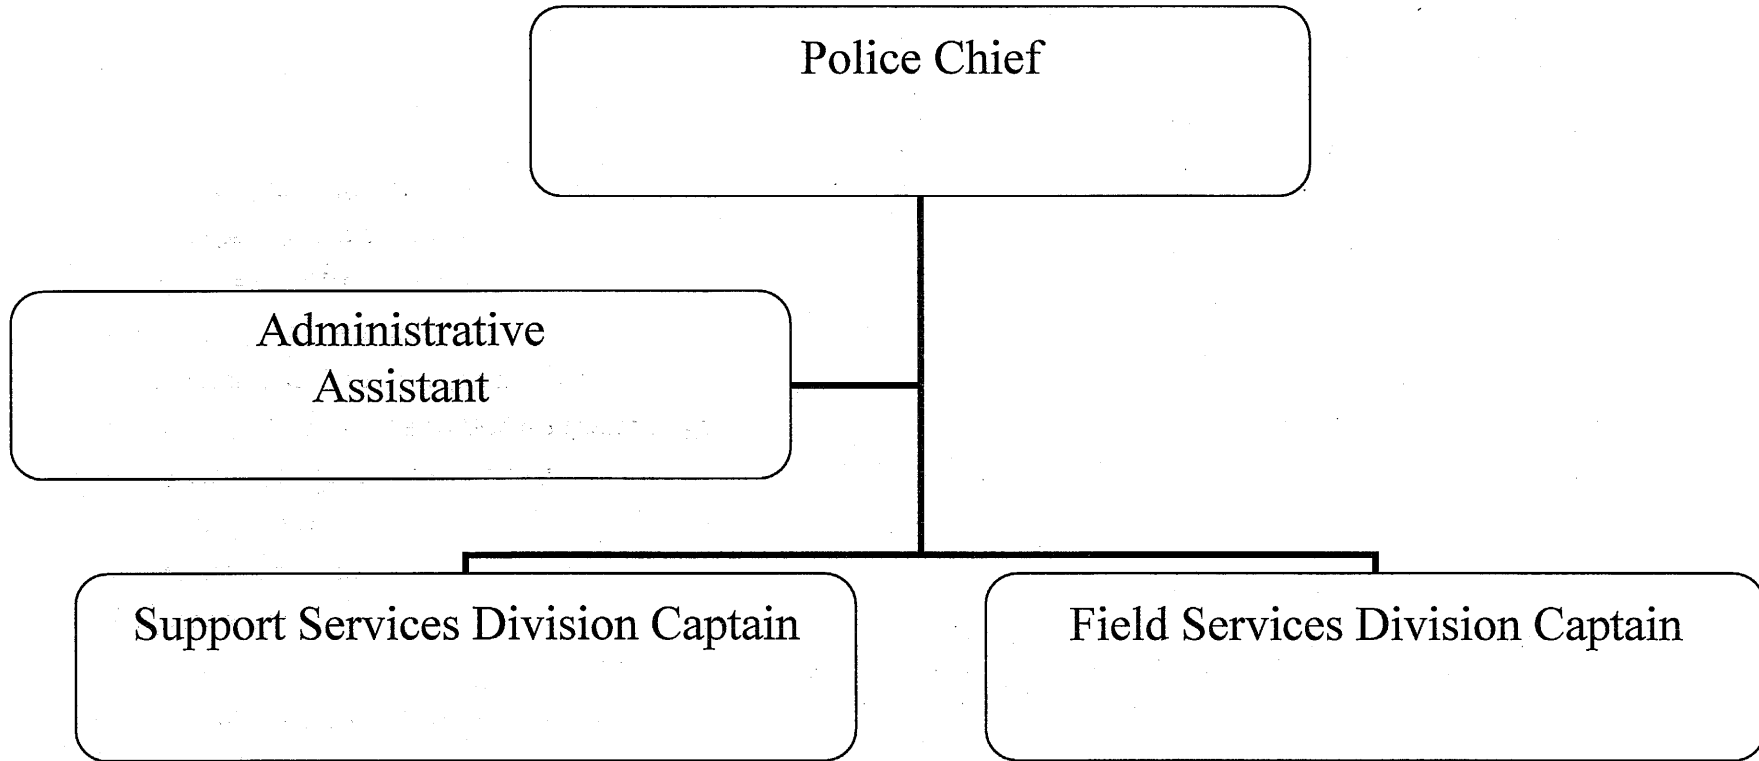 Police Chief
Administrative
Assistant
Support Services Division Captain
Field Services Division Captain